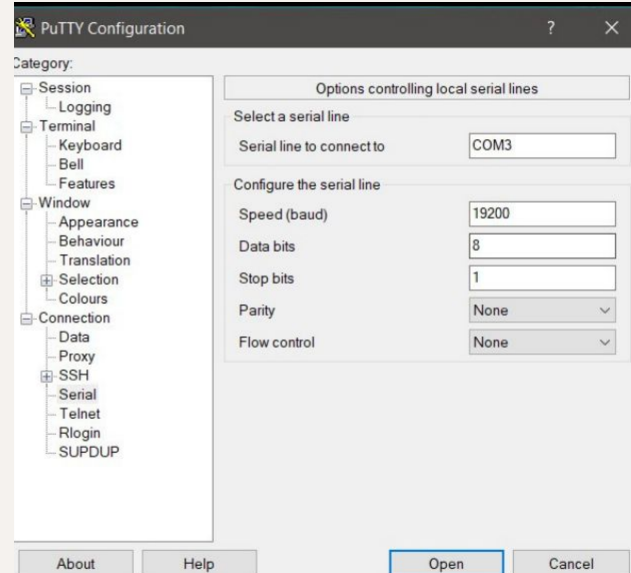 PuTTY Configuration
? ×
Category:
Session
Logging
Terminal
Keyboard
Bell
Features
Window
Appearance
Behaviour
Translation
Selection
Colours
Connection
Data
Proxy
SSH
Serial
Telnet
Rlogin
SUPDUP
Options controlling local serial lines
Select a serial line
Serial line to connect to COM3
Configure the serial line
Speed (baud) 19200
Data bits 8
Stop bits 1
Parity None
Flow control None
About Help Open Cancel